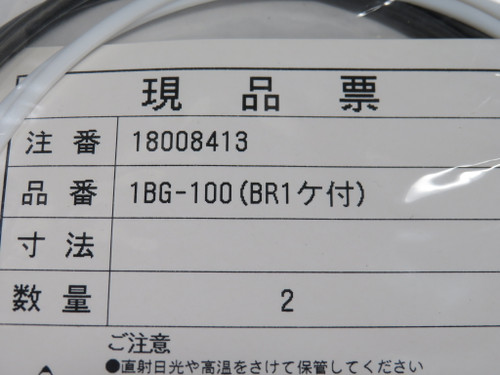 現品票
注番 18008413
品番 1BG-100(BR1ケ付)
寸法
数量 2
ご注意
●直射日光や高温をさけて保管してください